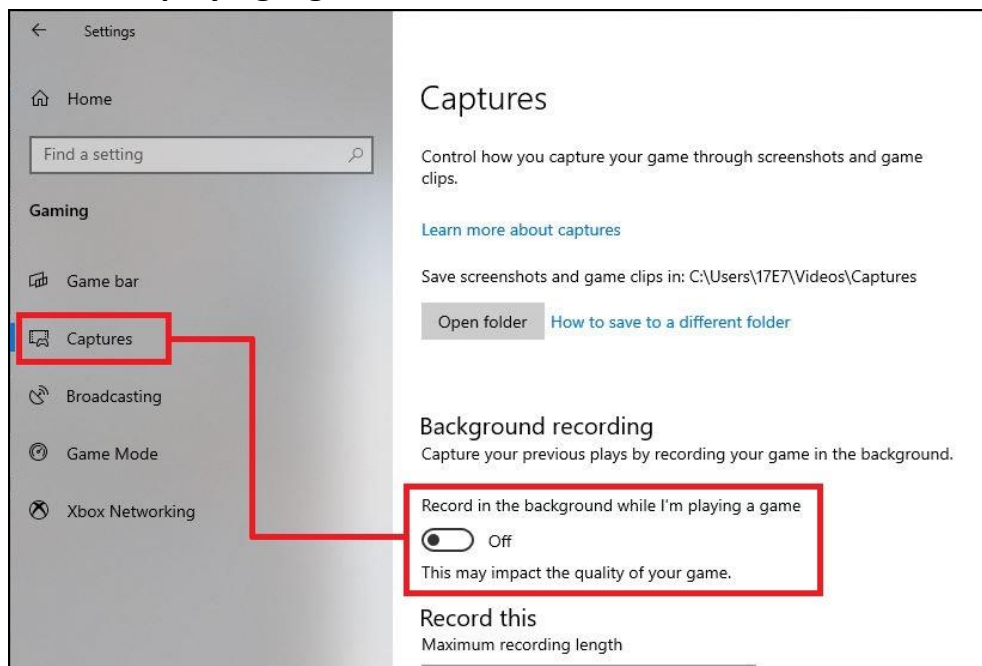 Settings
Home
Find a setting
Gaming
Game bar
Captures
Broadcasting
Game Mode
Xbox Networking
Captures
Control how you capture your game through screenshots and game
clips.
Learn more about captures
Save screenshots and game clips in: C:\Users\17E7\Videos\Captures
Open folder How to save to a different folder
Background recording
Capture your previous plays by recording your game in the background.
Record in the background while I'm playing a game
Off
This may impact the quality of your game.
Record this
Maximum recording length